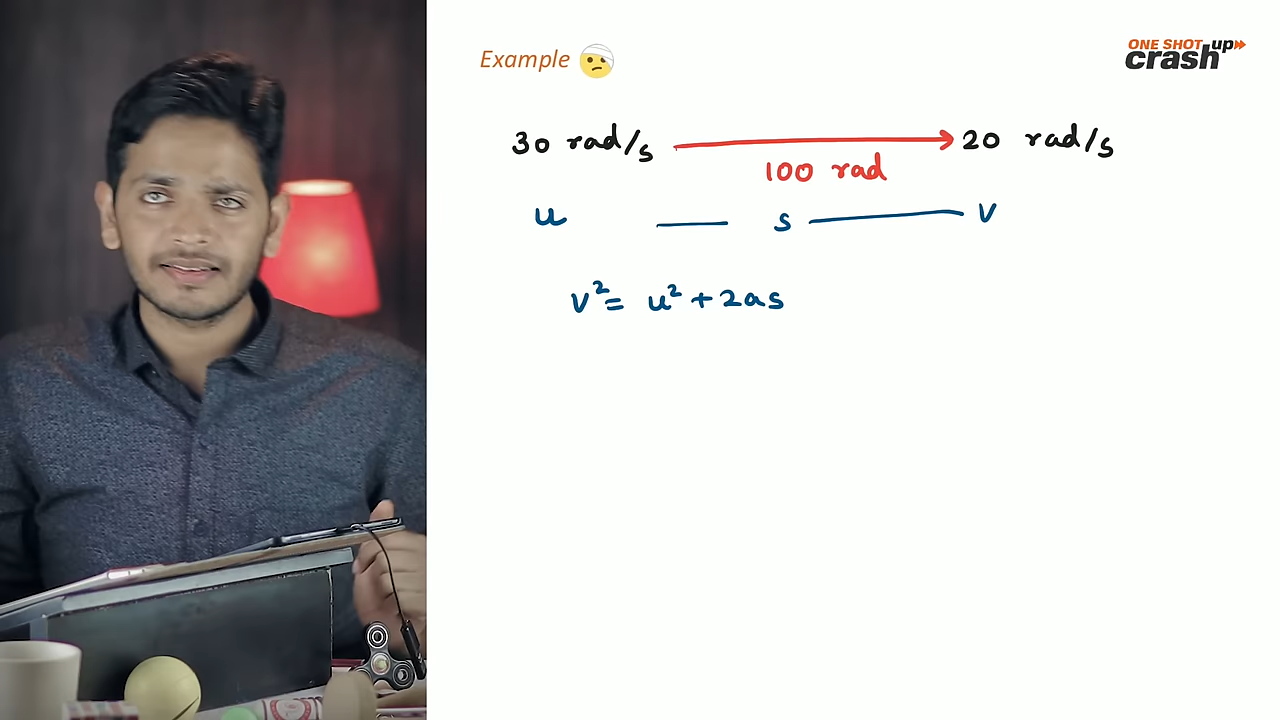 Example
ONE SHOT
crash up
30 rad/s 20 rad/s
100 rad
u s v
v² = u² + 2as